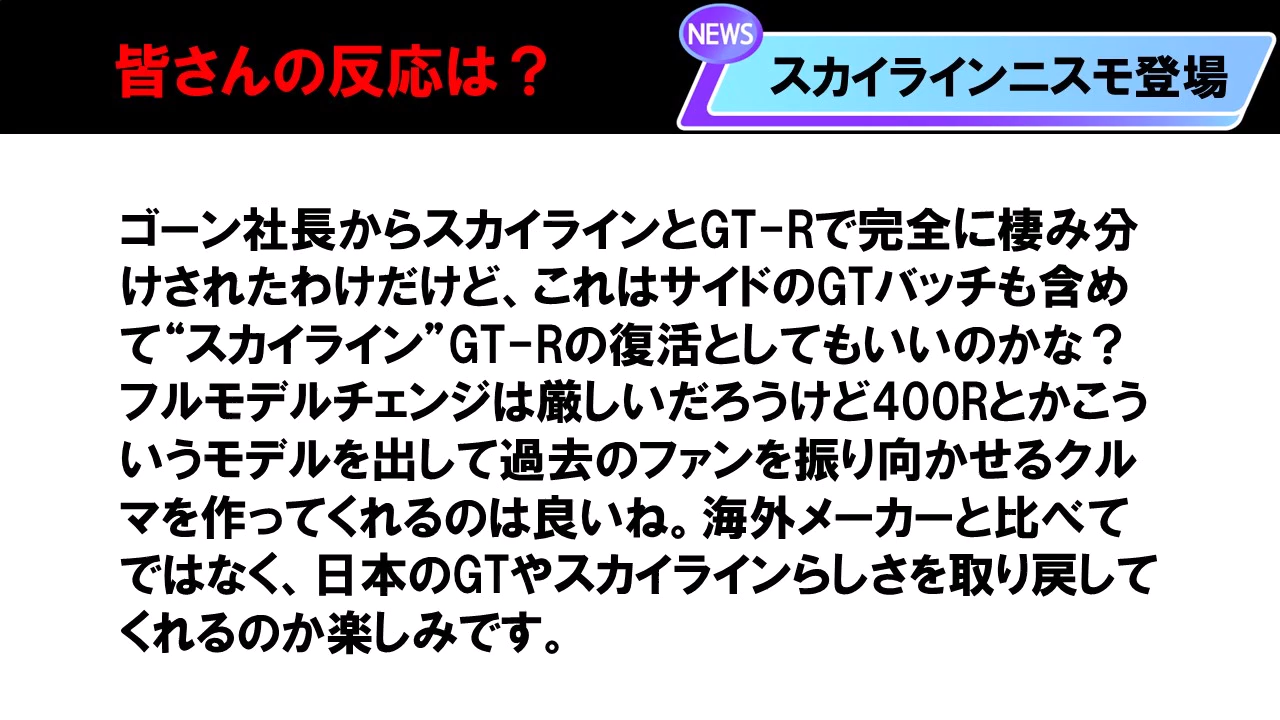 皆さんの反応は？
NEWS
スカイラインニスモ登場
ゴーン社長からスカイラインとGT-Rで完全に棲み分
けされたわけだけど、これはサイドのGTバッチも含め
て“スカイライン”GT-Rの復活としてもいいのかな？
フルモデルチェンジは厳しいだろうけど400Rとかこう
いうモデルを出して過去のファンを振り向かせるクル
マを作ってくれるのは良いね。海外メーカーと比べて
ではなく、日本のGTやスカイラインらしさを取り戻して
くれるのか楽しみです。